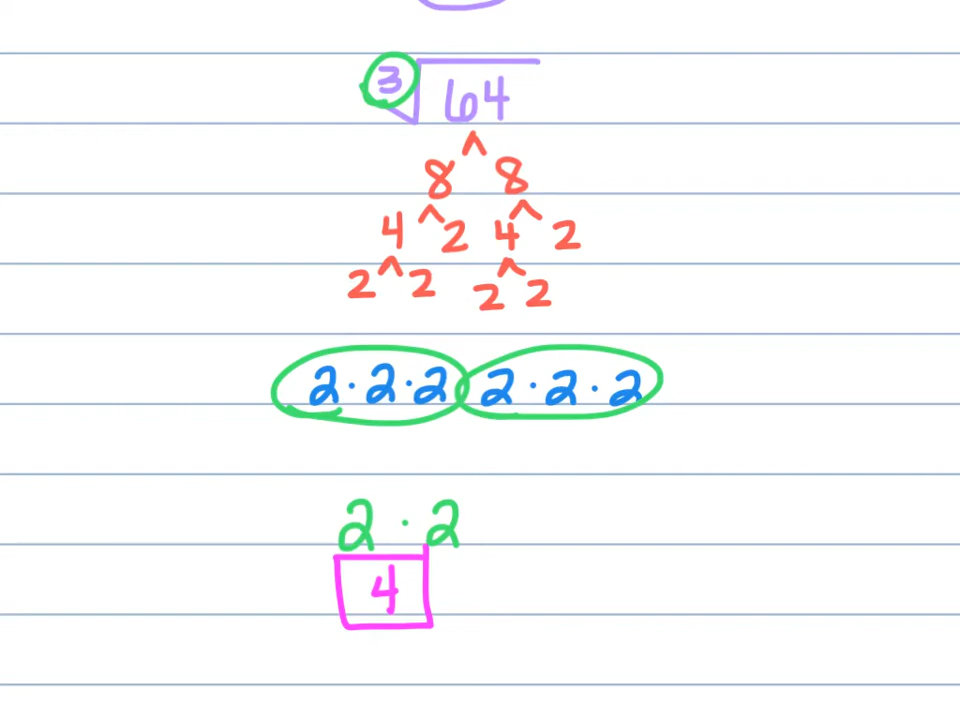 3√64
8 8
4 2 4 2
2 2 2 2
2 · 2 · 2 2 · 2 · 2
2 · 2
4